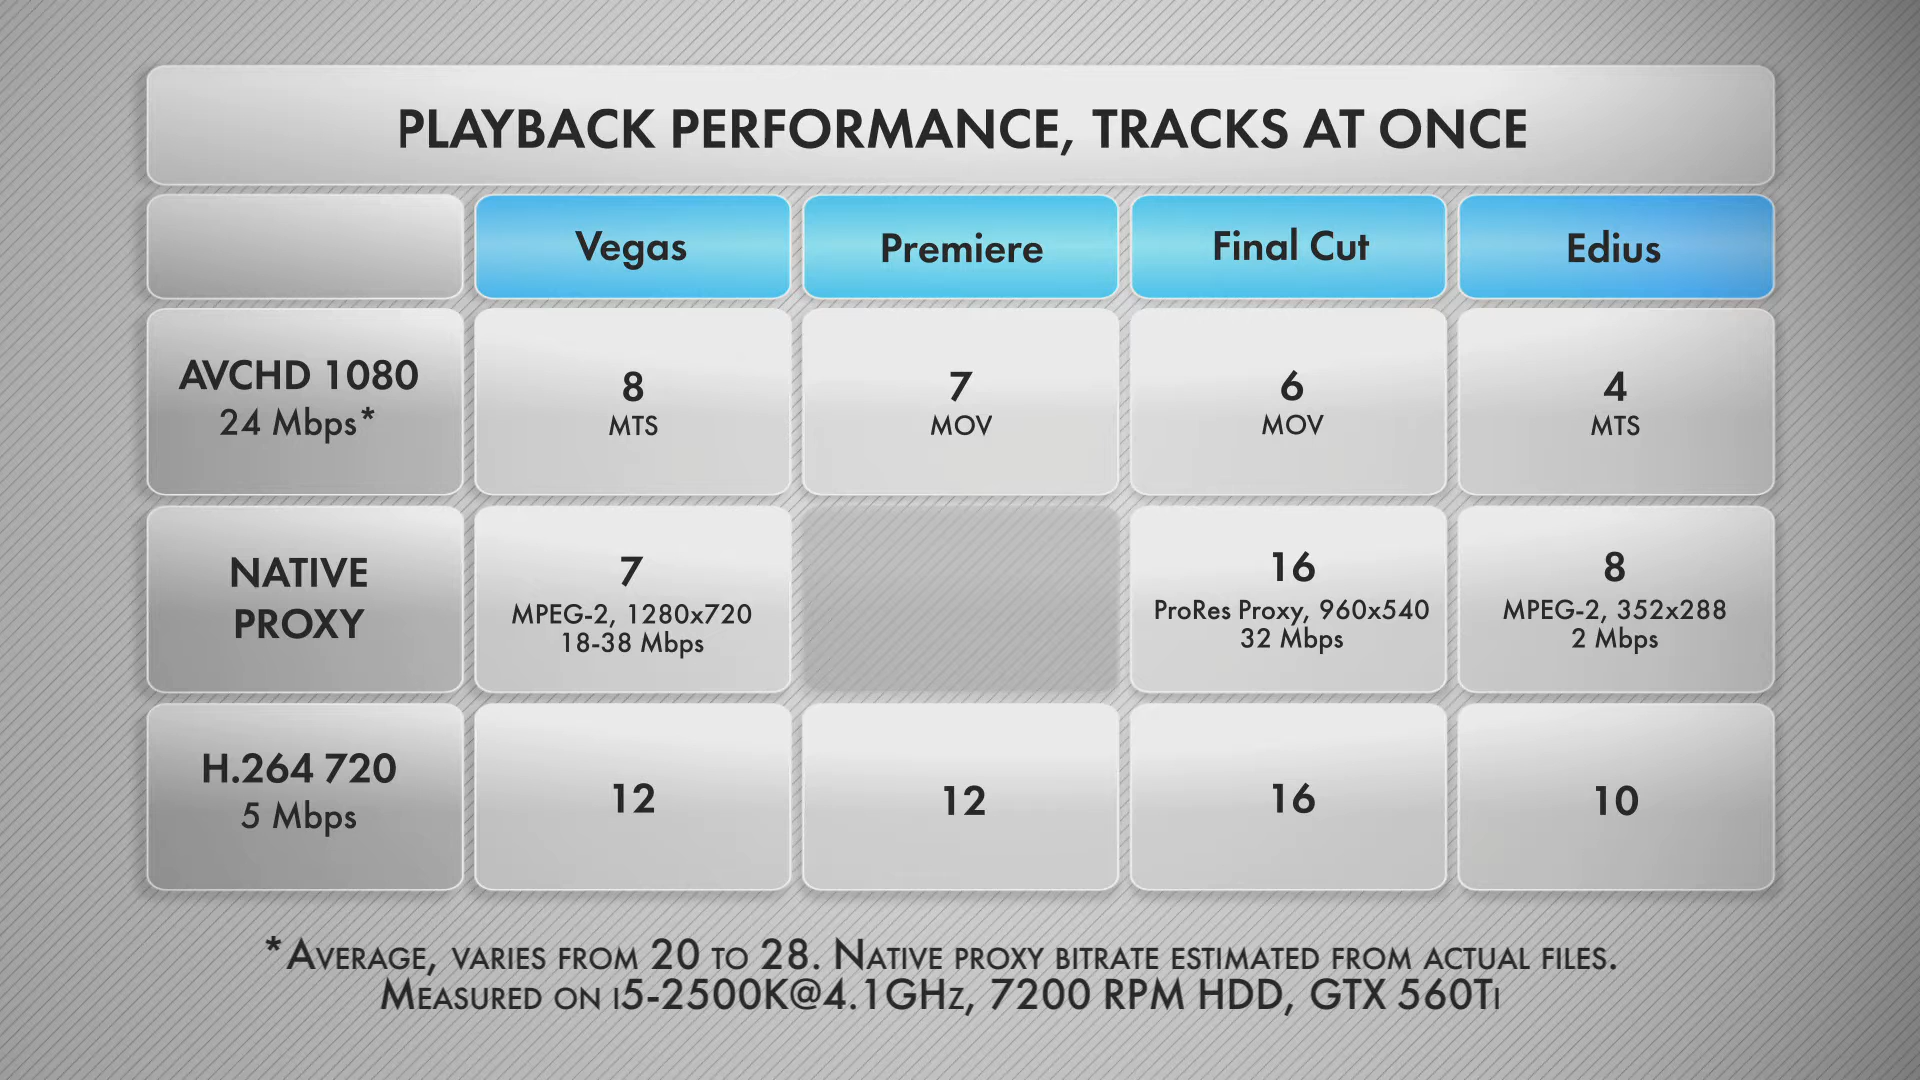 PLAYBACK PERFORMANCE, TRACKS AT ONCE
Vegas Premiere Final Cut Edius
AVCHD 1080
24 Mbps*
8
MTS
7
MOV
6
MOV
4
MTS
NATIVE
PROXY
7
MPEG-2, 1280x720
18-38 Mbps
16
ProRes Proxy, 960x540
32 Mbps
8
MPEG-2, 352x288
2 Mbps
H.264 720
5 Mbps
12
12
16
10
*Average, varies from 20 to 28. Native proxy bitrate estimated from actual files.
Measured on i5-2500K@4.1GHz, 7200 RPM HDD, GTX 560Ti